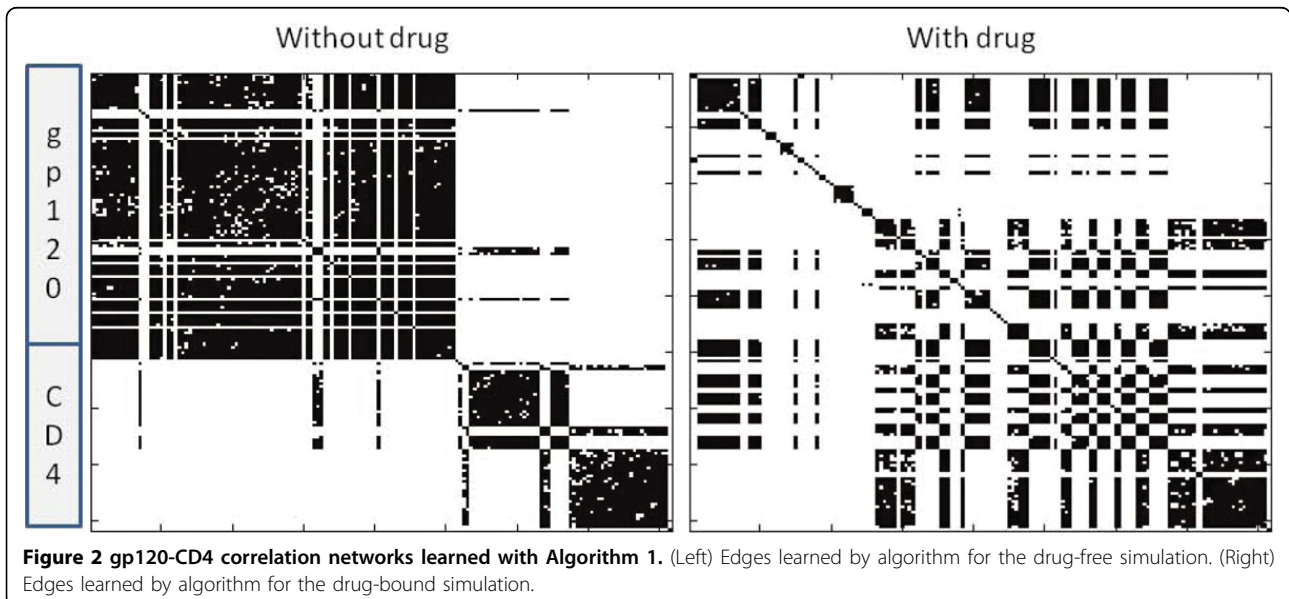 Without drug
With drug
g
p
1
2
0
C
D
4
Figure 2 gp120-CD4 correlation networks learned with Algorithm 1. (Left) Edges learned by algorithm for the drug-free simulation. (Right)
Edges learned by algorithm for the drug-bound simulation.